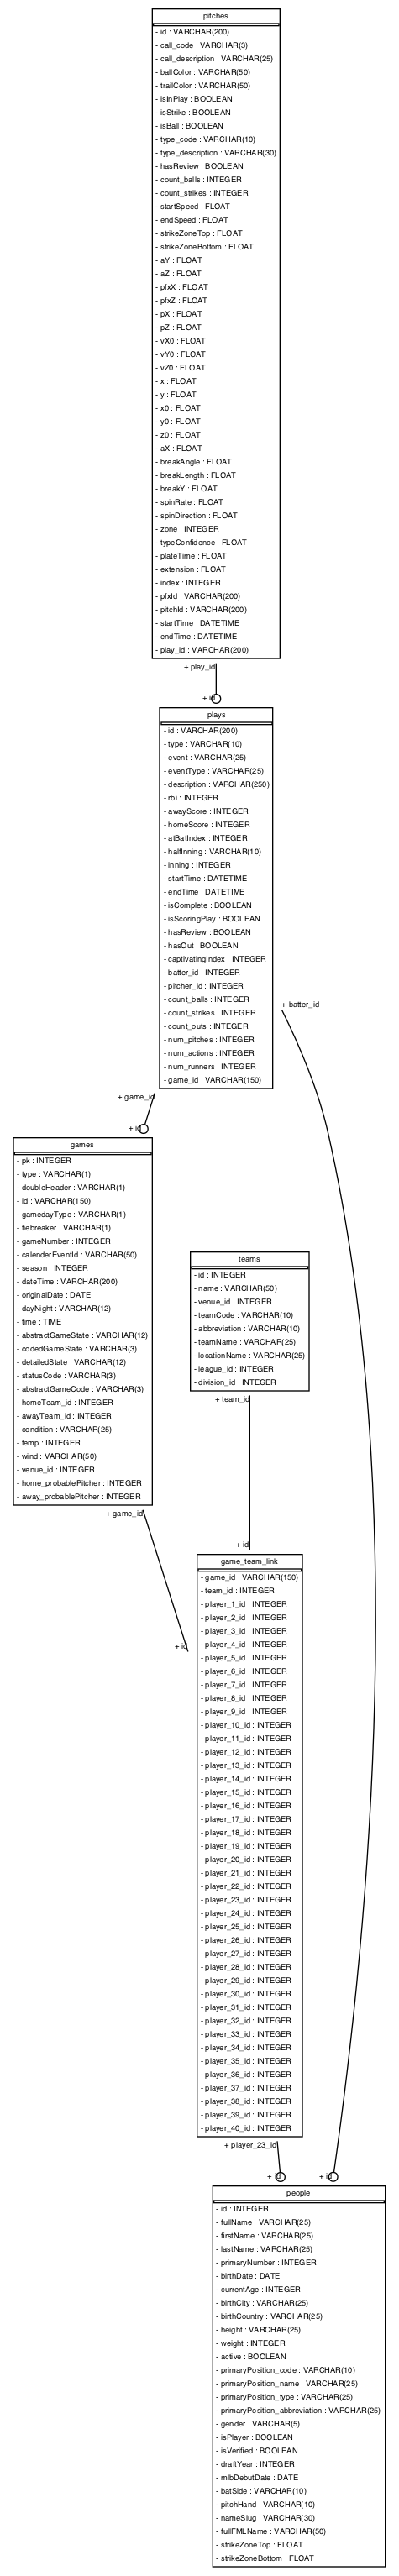 pitches
- id : VARCHAR(200)
- call_code : VARCHAR(3)
- call_description : VARCHAR(25)
- ballColor : VARCHAR(50)
- trailColor : VARCHAR(50)
- isInPlay : BOOLEAN
- isStrike : BOOLEAN
- isBall : BOOLEAN
- type_code : VARCHAR(10)
- type_description : VARCHAR(30)
- hasReview : BOOLEAN
- count_balls : INTEGER
- count_strikes : INTEGER
- startSpeed : FLOAT
- endSpeed : FLOAT
- strikeZoneTop : FLOAT
- strikeZoneBottom : FLOAT
- aY : FLOAT
- aZ : FLOAT
- pfxX : FLOAT
- pfxZ : FLOAT
- pX : FLOAT
- pZ : FLOAT
- vX0 : FLOAT
- vY0 : FLOAT
- vZ0 : FLOAT
- x : FLOAT
- y : FLOAT
- x0 : FLOAT
- y0 : FLOAT
- z0 : FLOAT
- aX : FLOAT
- breakAngle : FLOAT
- breakLength : FLOAT
- breakY : FLOAT
- spinRate : FLOAT
- spinDirection : FLOAT
- zone : INTEGER
- typeConfidence : FLOAT
- plateTime : FLOAT
- extension : FLOAT
- index : INTEGER
- pfxId : VARCHAR(200)
- pitchId : VARCHAR(200)
- startTime : DATETIME
- endTime : DATETIME
- play_id : VARCHAR(200)
+ play_id
+ id
plays
- id : VARCHAR(200)
- type : VARCHAR(10)
- event : VARCHAR(25)
- eventType : VARCHAR(25)
- description : VARCHAR(250)
- rbi : INTEGER
- awayScore : INTEGER
- homeScore : INTEGER
- atBatIndex : INTEGER
- halfInning : VARCHAR(10)
- inning : INTEGER
- startTime : DATETIME
- endTime : DATETIME
- isComplete : BOOLEAN
- isScoringPlay : BOOLEAN
- hasReview : BOOLEAN
- hasOut : BOOLEAN
- captivatingIndex : INTEGER
- batter_id : INTEGER
- pitcher_id : INTEGER
- count_balls : INTEGER
- count_strikes : INTEGER
- count_outs : INTEGER
- num_pitches : INTEGER
- num_actions : INTEGER
- num_runners : INTEGER
- game_id : VARCHAR(150)
+ batter_id
+ game_id
+ id
games
- pk : INTEGER
- type : VARCHAR(1)
- doubleHeader : VARCHAR(1)
- id : VARCHAR(150)
- gamedayType : VARCHAR(1)
- tiebreaker : VARCHAR(1)
- gameNumber : INTEGER
- calenderEventId : VARCHAR(50)
- season : INTEGER
- dateTime : VARCHAR(200)
- originalDate : DATE
- dayNight : VARCHAR(12)
- time : TIME
- abstractGameState : VARCHAR(12)
- codedGameState : VARCHAR(3)
- detailedState : VARCHAR(12)
- statusCode : VARCHAR(3)
- abstractGameCode : VARCHAR(3)
- homeTeam_id : INTEGER
- awayTeam_id : INTEGER
- condition : VARCHAR(25)
- temp : INTEGER
- wind : VARCHAR(50)
- venue_id : INTEGER
- home_probablePitcher : INTEGER
- away_probablePitcher : INTEGER
+ game_id
+ id
teams
- id : INTEGER
- name : VARCHAR(50)
- venue_id : INTEGER
- teamCode : VARCHAR(10)
- abbreviation : VARCHAR(10)
- teamName : VARCHAR(25)
- locationName : VARCHAR(25)
- league_id : INTEGER
- division_id : INTEGER
+ team_id
+ id
game_team_link
- game_id : VARCHAR(150)
- team_id : INTEGER
- player_1_id : INTEGER
- player_2_id : INTEGER
- player_3_id : INTEGER
- player_4_id : INTEGER
- player_5_id : INTEGER
- player_6_id : INTEGER
- player_7_id : INTEGER
- player_8_id : INTEGER
- player_9_id : INTEGER
- player_10_id : INTEGER
- player_11_id : INTEGER
- player_12_id : INTEGER
- player_13_id : INTEGER
- player_14_id : INTEGER
- player_15_id : INTEGER
- player_16_id : INTEGER
- player_17_id : INTEGER
- player_18_id : INTEGER
- player_19_id : INTEGER
- player_20_id : INTEGER
- player_21_id : INTEGER
- player_22_id : INTEGER
- player_23_id : INTEGER
- player_24_id : INTEGER
- player_25_id : INTEGER
- player_26_id : INTEGER
- player_27_id : INTEGER
- player_28_id : INTEGER
- player_29_id : INTEGER
- player_30_id : INTEGER
- player_31_id : INTEGER
- player_32_id : INTEGER
- player_33_id : INTEGER
- player_34_id : INTEGER
- player_35_id : INTEGER
- player_36_id : INTEGER
- player_37_id : INTEGER
- player_38_id : INTEGER
- player_39_id : INTEGER
- player_40_id : INTEGER
+ player_23_id
+ id
+ id
people
- id : INTEGER
- fullName : VARCHAR(25)
- firstName : VARCHAR(25)
- lastName : VARCHAR(25)
- primaryNumber : INTEGER
- birthDate : DATE
- currentAge : INTEGER
- birthCity : VARCHAR(25)
- birthCountry : VARCHAR(25)
- height : VARCHAR(25)
- weight : INTEGER
- active : BOOLEAN
- primaryPosition_code : VARCHAR(10)
- primaryPosition_name : VARCHAR(25)
- primaryPosition_type : VARCHAR(25)
- primaryPosition_abbreviation : VARCHAR(25)
- gender : VARCHAR(5)
- isPlayer : BOOLEAN
- isVerified : BOOLEAN
- draftYear : INTEGER
- mlbDebutDate : DATE
- batSide : VARCHAR(10)
- pitchHand : VARCHAR(10)
- nameSlug : VARCHAR(30)
- fullFMLName : VARCHAR(50)
- strikeZoneTop : FLOAT
- strikeZoneBottom : FLOAT